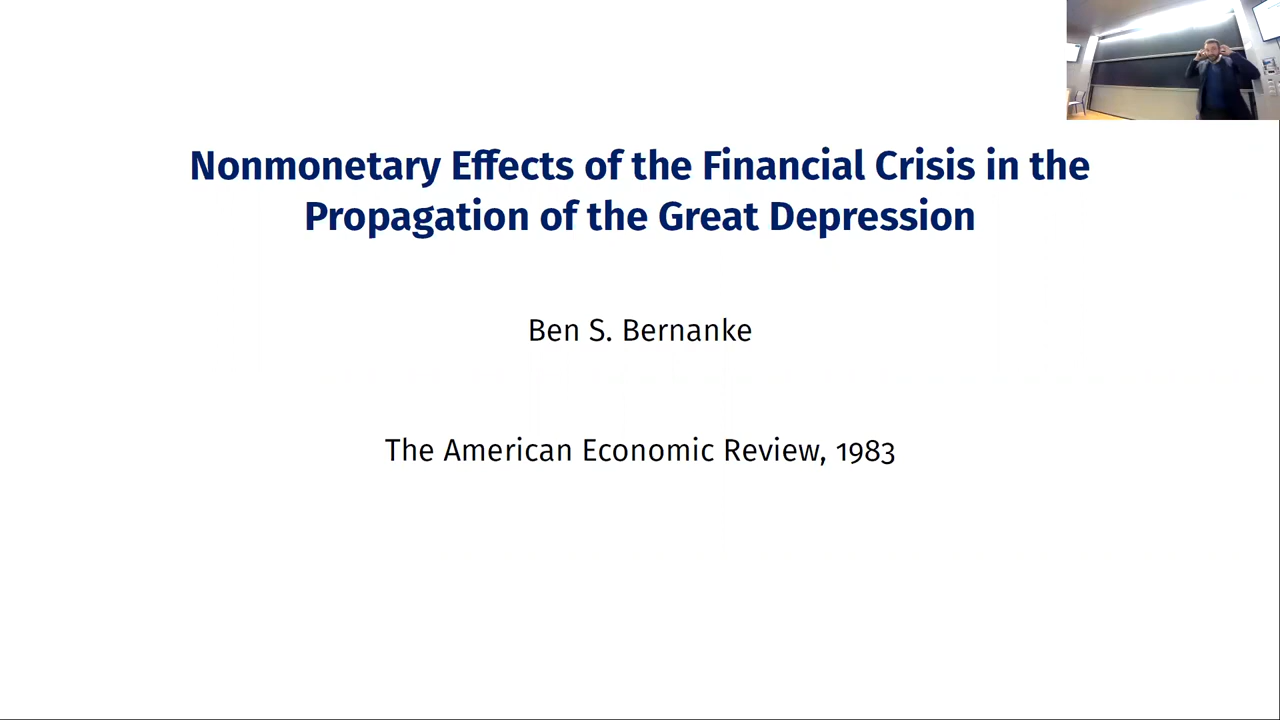 Nonmonetary Effects of the Financial Crisis in the
Propagation of the Great Depression
Ben S. Bernanke
The American Economic Review, 1983